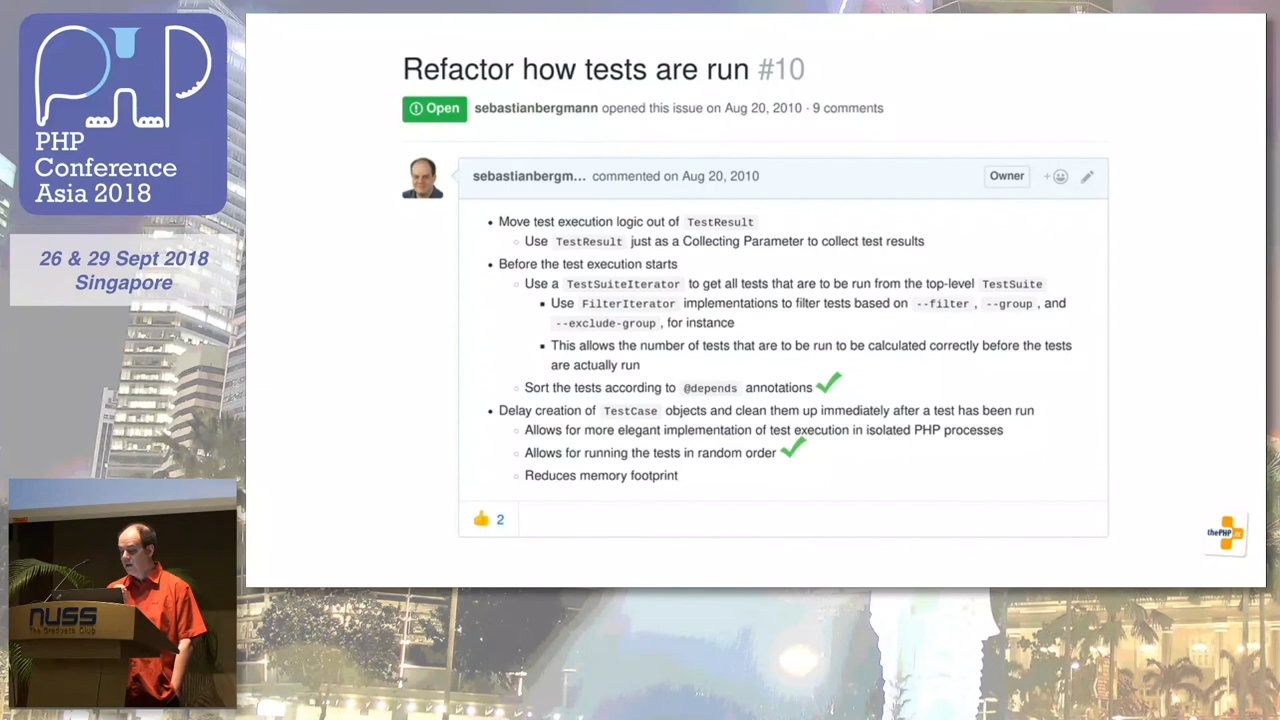 PHP
Conference
Asia 2018
26 & 29 Sept 2018
Singapore
Refactor how tests are run #10
Open sebastianbergmann opened this issue on Aug 20, 2010 · 9 comments
sebastianbergm... commented on Aug 20, 2010 Owner
• Move test execution logic out of TestResult
◦ Use TestResult just as a Collecting Parameter to collect test results
• Before the test execution starts
◦ Use a TestSuiteIterator to get all tests that are to be run from the top-level TestSuite
▪ Use FilterIterator implementations to filter tests based on --filter, --group, and
--exclude-group, for instance
▪ This allows the number of tests that are to be run to be calculated correctly before the tests
are actually run
◦ Sort the tests according to @depends annotations
• Delay creation of TestCase objects and clean them up immediately after a test has been run
◦ Allows for more elegant implementation of test execution in isolated PHP processes
◦ Allows for running the tests in random order
◦ Reduces memory footprint
👍 2
thePHP.cc
NUSS
The Graduate Club